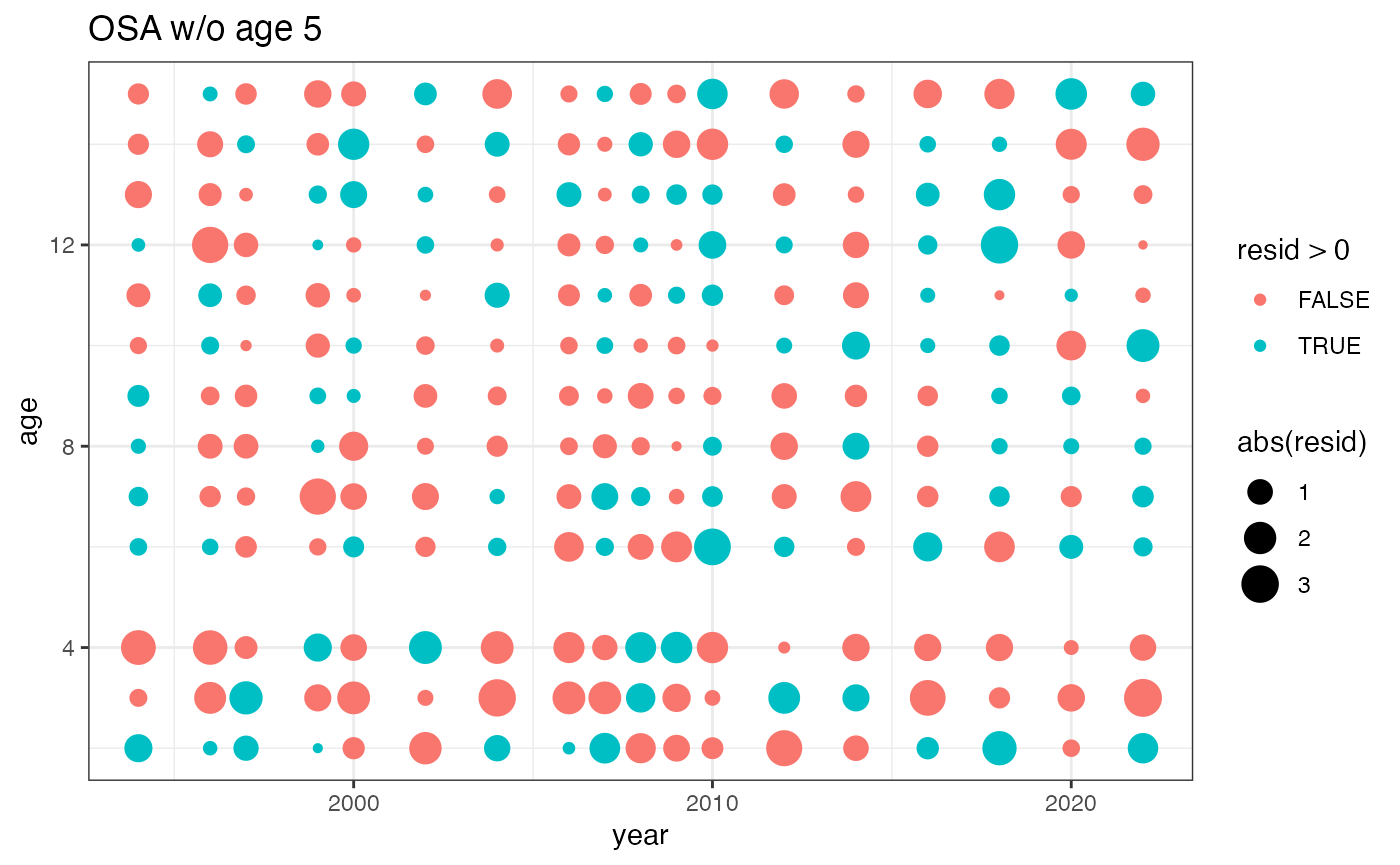 OSA w/o age 5
age
12
8
4
2000
2010
2020
year
resid > 0
FALSE
TRUE
abs(resid)
1
2
3